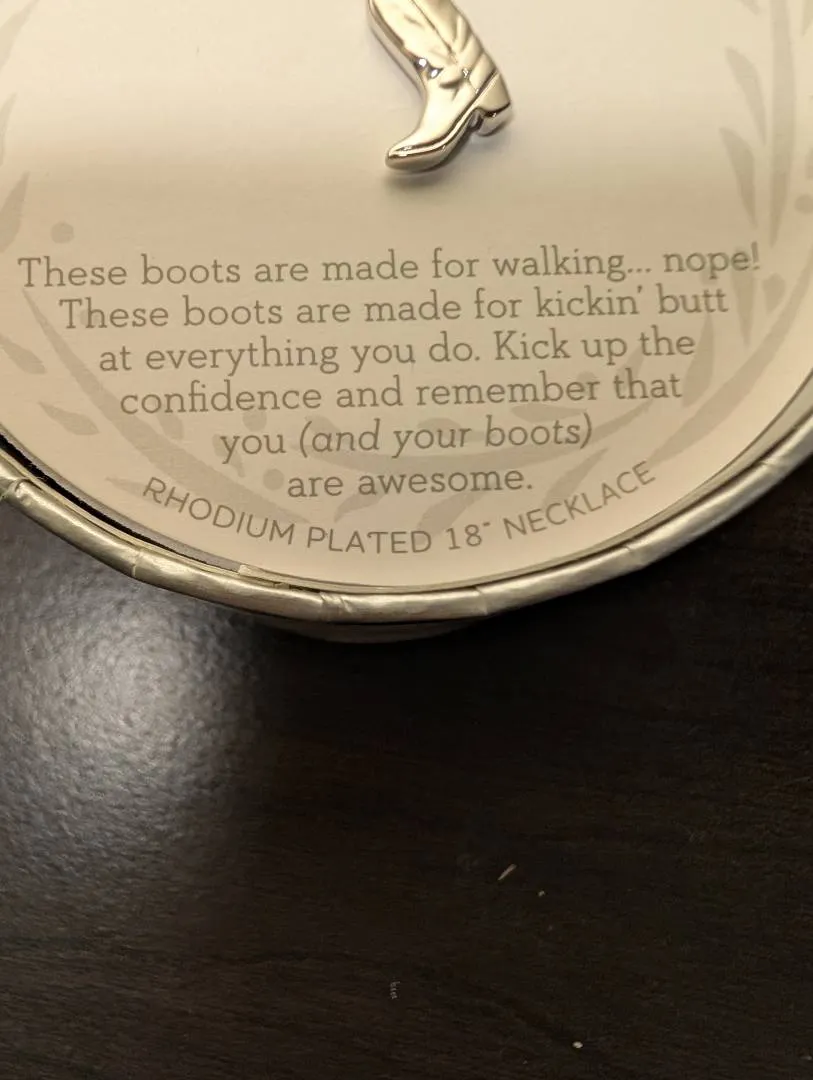 These boots are made for walking... nope!
These boots are made for kickin' butt
at everything you do. Kick up the
confidence and remember that
you (and your boots)
are awesome.
RHODIUM PLATED 18" NECKLACE